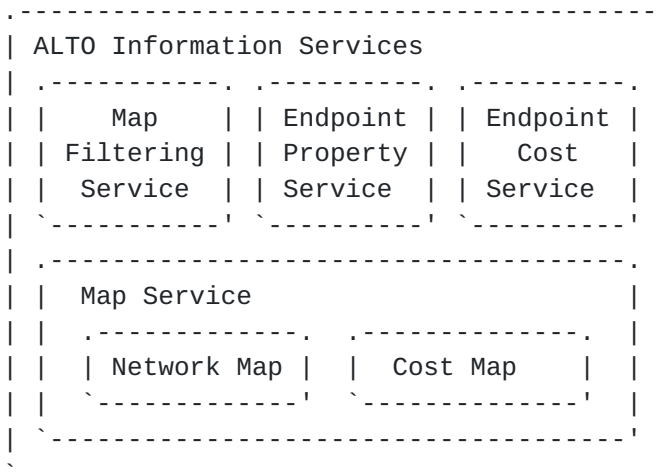 ALTO Information Services
Map Endpoint Endpoint
Filtering Property Cost
Service Service Service
Map Service
Network Map Cost Map